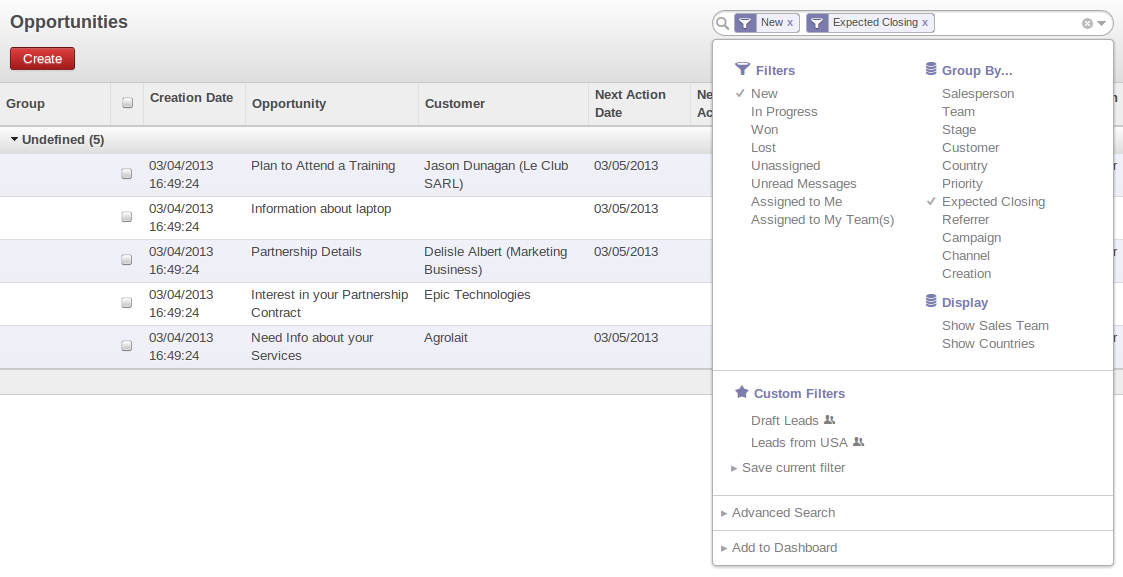 Opportunities
New x Expected Closing x
Create
Group
Creation Date
Opportunity
Customer
Next Action
Date
Ne
Ac
Undefined (5)
03/04/2013
16:49:24
Plan to Attend a Training
Jason Dunagan (Le Club
SARL)
03/05/2013
03/04/2013
16:49:24
Information about laptop
03/05/2013
03/04/2013
16:49:24
Partnership Details
Delisle Albert (Marketing
Business)
03/05/2013
03/04/2013
16:49:24
Interest in your Partnership
Contract
Epic Technologies
03/04/2013
16:49:24
Need Info about your
Services
Agrolait
03/05/2013
Filters
New
In Progress
Won
Lost
Unassigned
Unread Messages
Assigned to Me
Assigned to My Team(s)
Group By...
Salesperson
Team
Stage
Customer
Country
Priority
Expected Closing
Referrer
Campaign
Channel
Creation
Display
Show Sales Team
Show Countries
Custom Filters
Draft Leads
Leads from USA
Save current filter
Advanced Search
Add to Dashboard